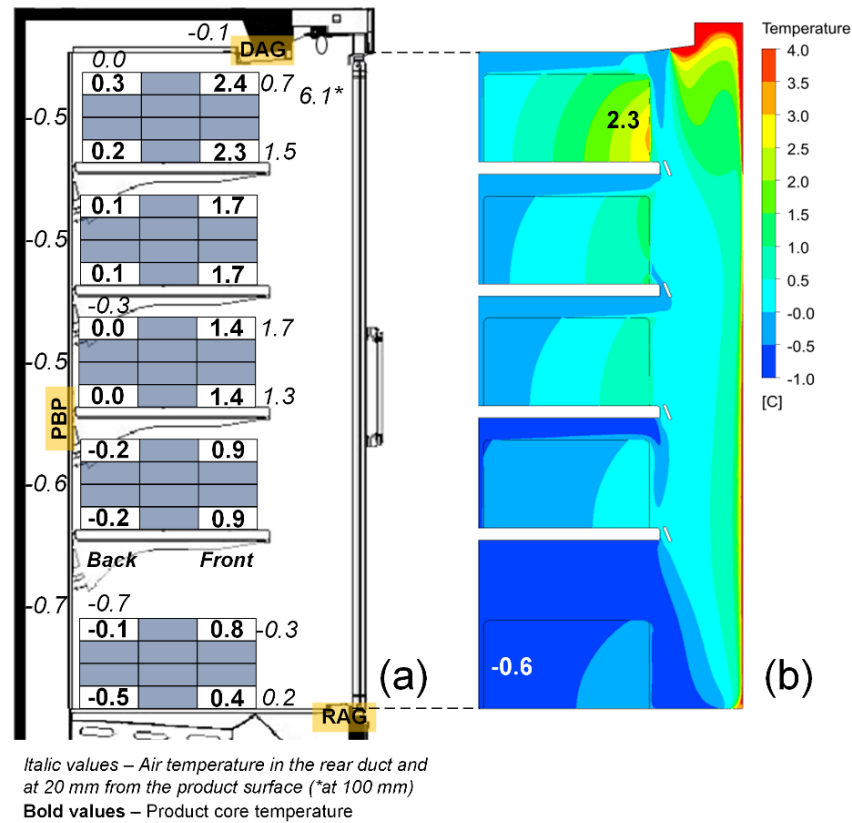 -0.1
DAG
0.0
0.3 2.4 0.7
6.1*
-0.5
0.2 2.3 1.5
0.1 1.7
-0.5
0.1 1.7
-0.3
0.0 1.4 1.7
-0.5
0.0 1.4 1.3
PBP
-0.2 0.9
-0.6
-0.2 0.9
Back Front
-0.7
-0.7
-0.1 0.8 -0.3
-0.5 0.4 0.2
RAG
(a)
2.3
-0.6
(b)
Temperature
4.0
3.5
3.0
2.5
2.0
1.5
1.0
0.5
-0.0
-0.5
-1.0
[C]
Italic values – Air temperature in the rear duct and
at 20 mm from the product surface (*at 100 mm)
Bold values – Product core temperature